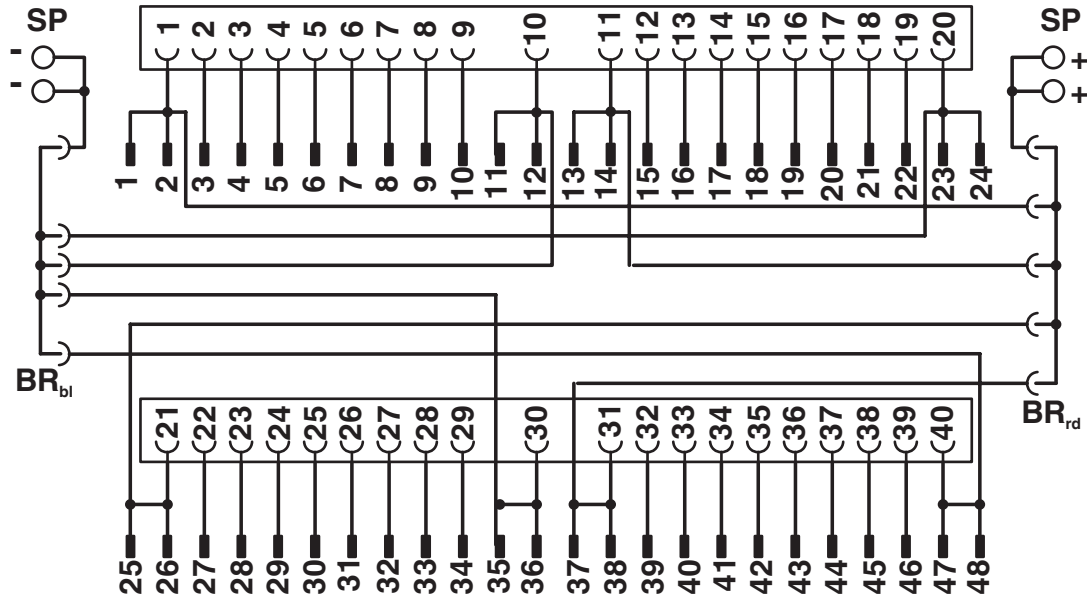 SP 1 2 3 4 5 6 7 8 9 10 11 12 13 14 15 16 17 18 19 20 SP
- +
- +
1 2 3 4 5 6 7 8 9 10 11 12 13 14 15 16 17 18 19 20 21 22 23 24
BRbl BRrd
21 22 23 24 25 26 27 28 29 30 31 32 33 34 35 36 37 38 39 40
25 26 27 28 29 30 31 32 33 34 35 36 37 38 39 40 41 42 43 44 45 46 47 48